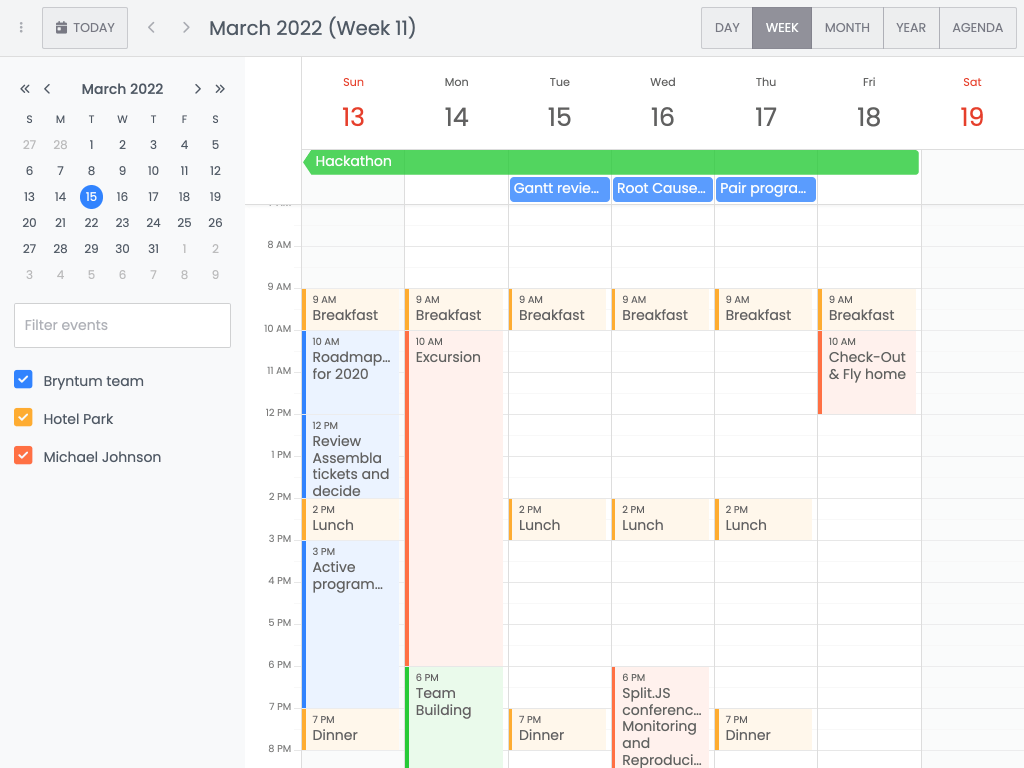 TODAY
March 2022 (Week 11)
DAY WEEK MONTH YEAR AGENDA
March 2022
S M T W T F S
27 28 1 2 3 4 5
6 7 8 9 10 11 12
13 14 15 16 17 18 19
20 21 22 23 24 25 26
27 28 29 30 31 1 2
3 4 5 6 7 8 9
Filter events
Bryntum team
Hotel Park
Michael Johnson
Sun Mon Tue Wed Thu Fri Sat
13 14 15 16 17 18 19
Hackathon
Gantt revie... Root Cause... Pair progra...
8 AM
9 AM
10 AM
11 AM
12 PM
1 PM
2 PM
3 PM
4 PM
5 PM
6 PM
7 PM
8 PM
9 AM
Breakfast
10 AM
Roadmap...
for 2020
12 PM
Review
Assembla
tickets and
decide
2 PM
Lunch
3 PM
Active
program...
7 PM
Dinner
9 AM
Breakfast
10 AM
Excursion
6 PM
Team
Building
9 AM
Breakfast
2 PM
Lunch
7 PM
Dinner
9 AM
Breakfast
2 PM
Lunch
6 PM
Split.JS
conferenc...
Monitoring
and
Reproduci...
9 AM
Breakfast
2 PM
Lunch
7 PM
Dinner
9 AM
Breakfast
10 AM
Check-Out
& Fly home